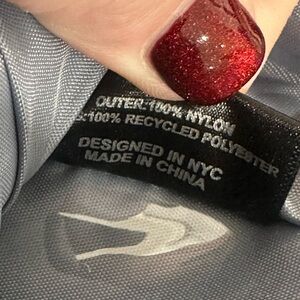 OUTER:100% NYLON
:100% RECYCLED POLYESTER
DESIGNED IN NYC
MADE IN CHINA